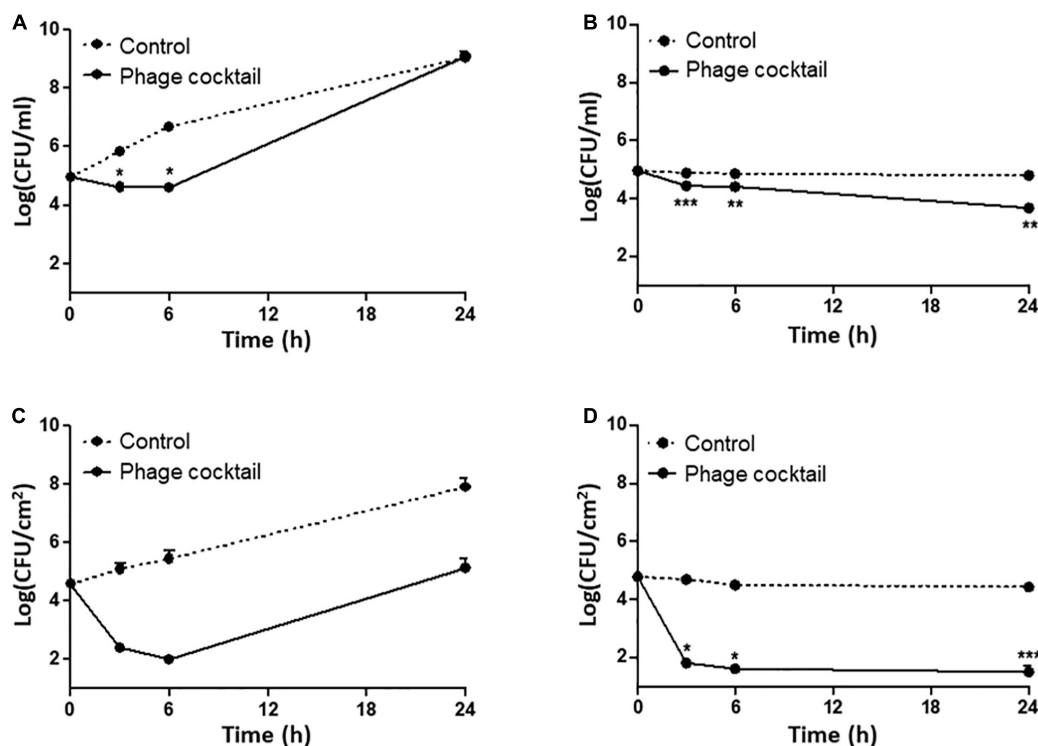 A
10
Control
Phage cocktail
8
6
4
2
Log(CFU/ml)
*
*
0
6
12
18
24
Time (h)
B
10
Control
Phage cocktail
8
6
4
2
Log(CFU/ml)
***
**
**
0
6
12
18
24
Time (h)
C
10
Control
Phage cocktail
8
6
4
2
Log(CFU/cm²)
0
6
12
18
24
Time (h)
D
10
Control
Phage cocktail
8
6
4
2
Log(CFU/cm²)
*
*
***
0
6
12
18
24
Time (h)